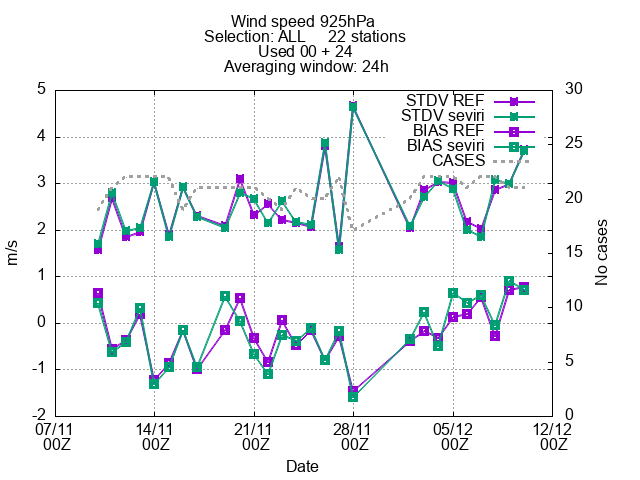 Wind speed 925hPa
Selection: ALL 22 stations
Used 00 + 24
Averaging window: 24h
5
4
3
2
1
0
-1
-2
m/s
30
25
20
15
10
5
0
No cases
STDV REF
STDV seviri
BIAS REF
BIAS seviri
CASES
07/11 14/11 21/11 28/11 05/12 12/12
00Z 00Z 00Z 00Z 00Z 00Z
Date